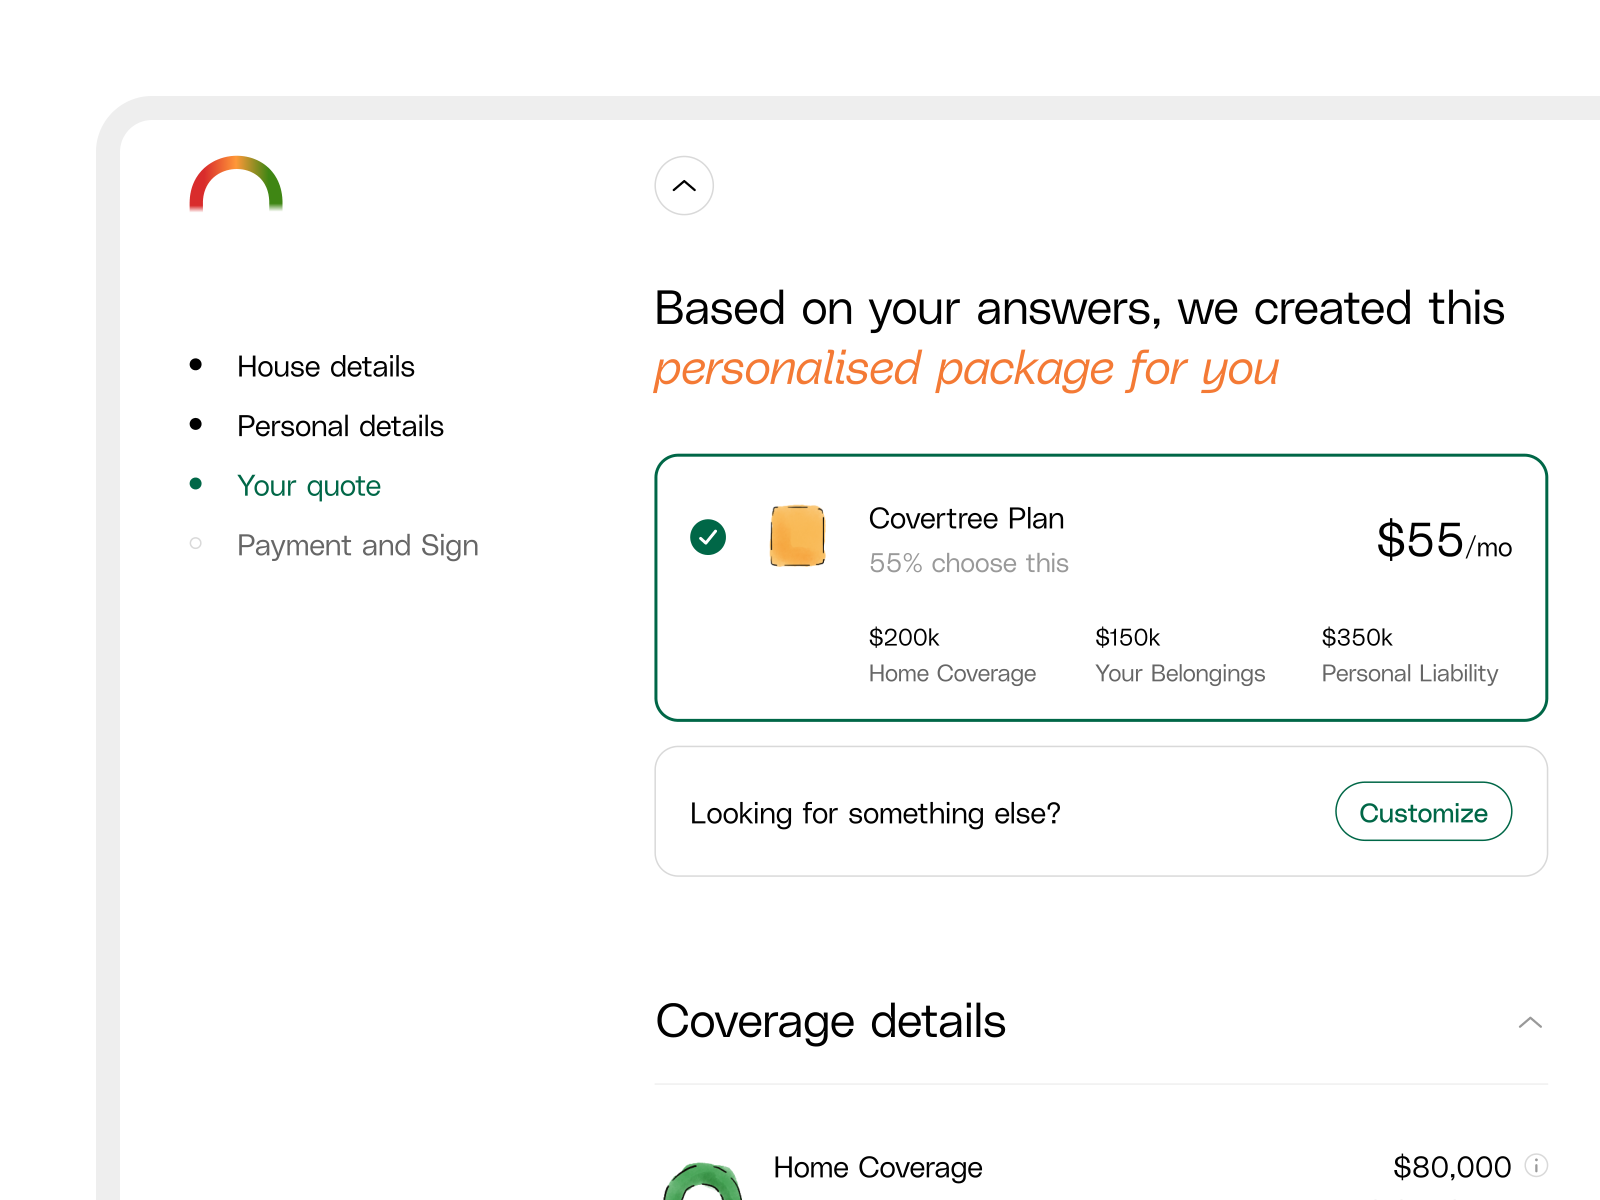 House details
Personal details
Your quote
Payment and Sign
Based on your answers, we created this
personalised package for you
Covertree Plan
55% choose this
$55/mo
$200k
Home Coverage
$150k
Your Belongings
$350k
Personal Liability
Looking for something else?
Customize
Coverage details
Home Coverage
$80,000